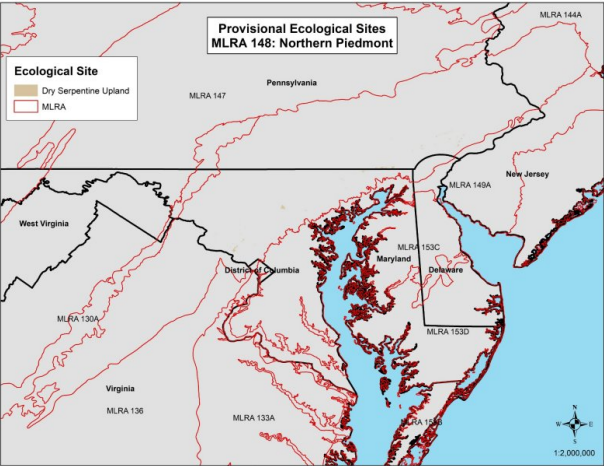 Provisional Ecological Sites
MLRA 148: Northern Piedmont
MLRA 144A
Ecological Site
Dry Serpentine Upland
MLRA
Pennsylvania
MLRA 147
New Jersey
MLRA 149A
West Virginia
MLRA 153C
Maryland
Delaware
District of Columbia
MLRA 130A
MLRA 153D
Virginia
MLRA 136
MLRA 133A
N
W E
S
1:2,000,000